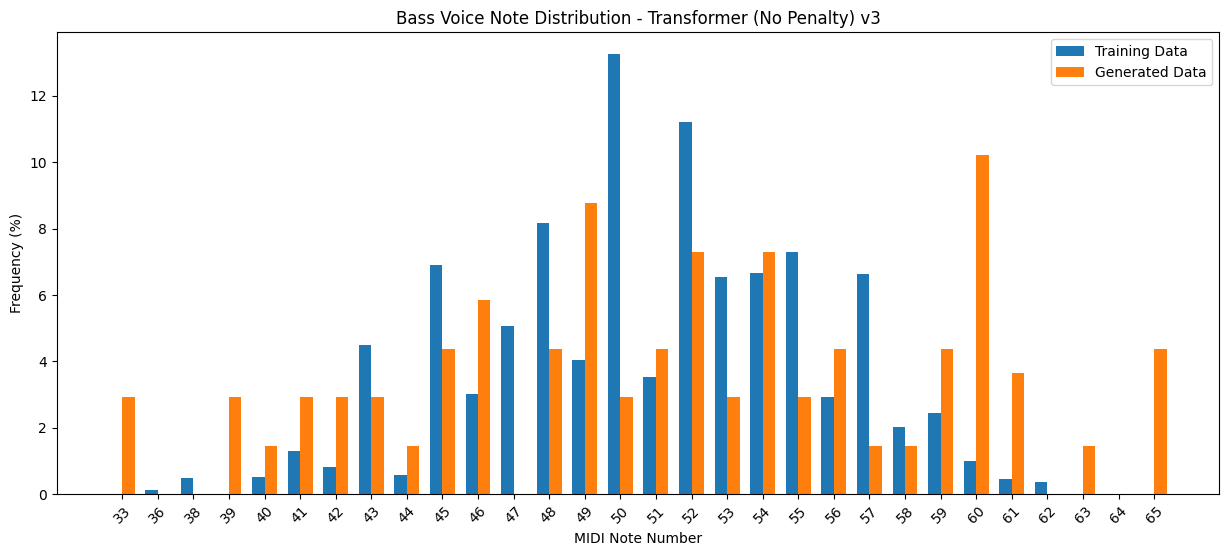 Bass Voice Note Distribution - Transformer (No Penalty) v3
Training Data
Generated Data
Frequency (%)
12
10
8
6
4
2
0
33 36 38 39 40 41 42 43 44 45 46 47 48 49 50 51 52 53 54 55 56 57 58 59 60 61 62 63 64 65
MIDI Note Number